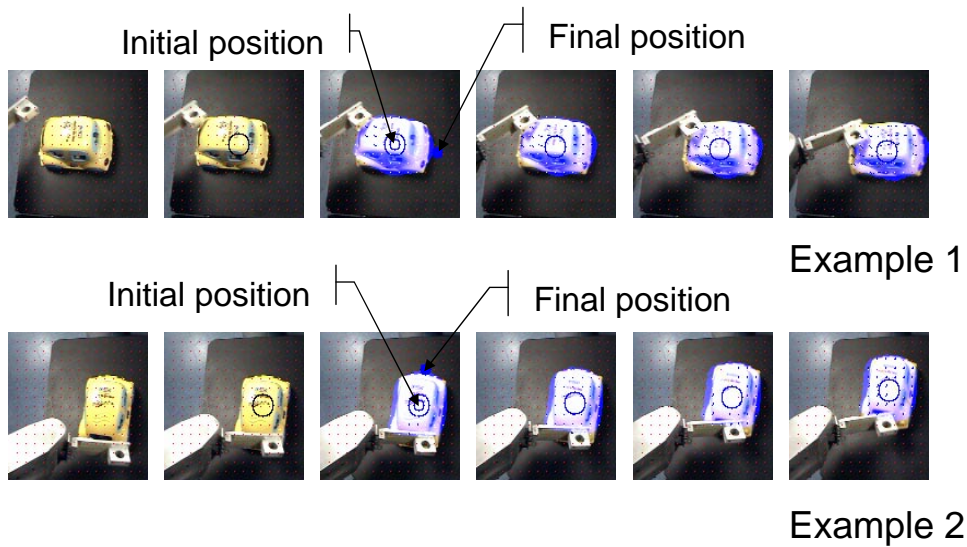 Initial position
Final position
Example 1
Initial position
Final position
Example 2